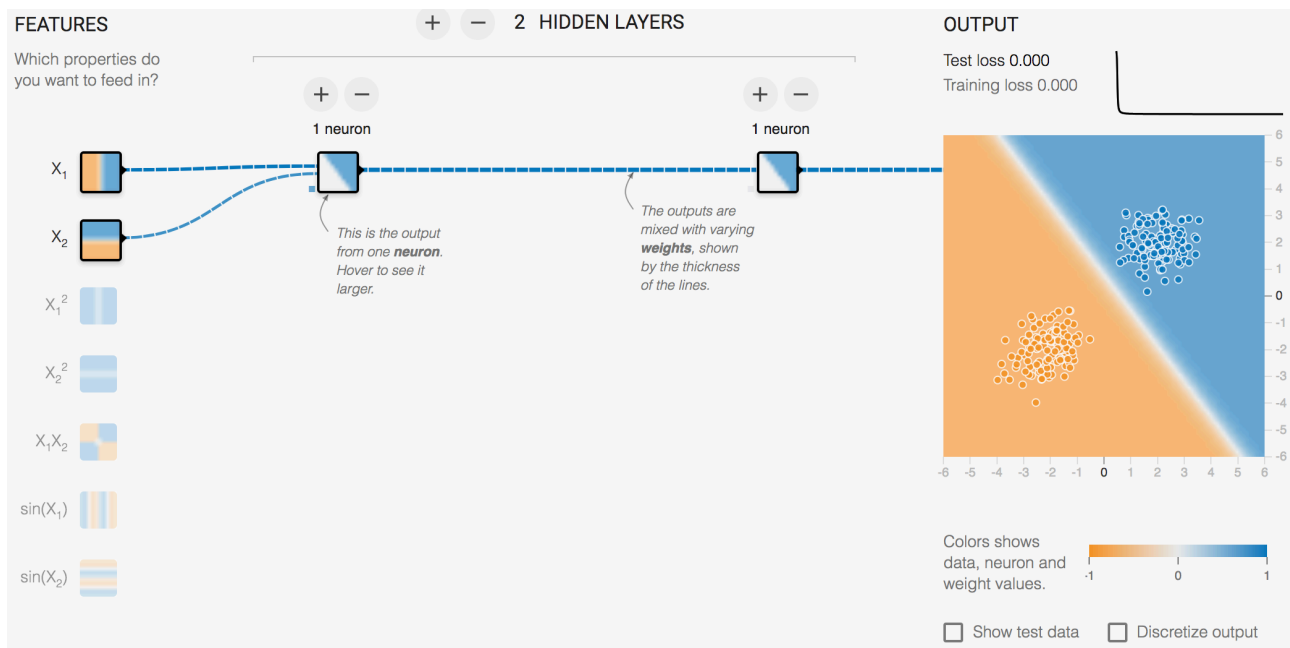 FEATURES
Which properties do
you want to feed in?
+ − 2 HIDDEN LAYERS
+ −
1 neuron
+ −
1 neuron
X1
X2
X1²
X2²
X1X2
sin(X1)
sin(X2)
This is the output
from one neuron.
Hover to see it
larger.
The outputs are
mixed with varying
weights, shown
by the thickness
of the lines.
OUTPUT
Test loss 0.000
Training loss 0.000
6
5
4
3
2
1
0
-1
-2
-3
-4
-5
-6
-6 -5 -4 -3 -2 -1 0 1 2 3 4 5 6
Colors shows
data, neuron and
weight values.
-1 0 1
Show test data
Discretize output